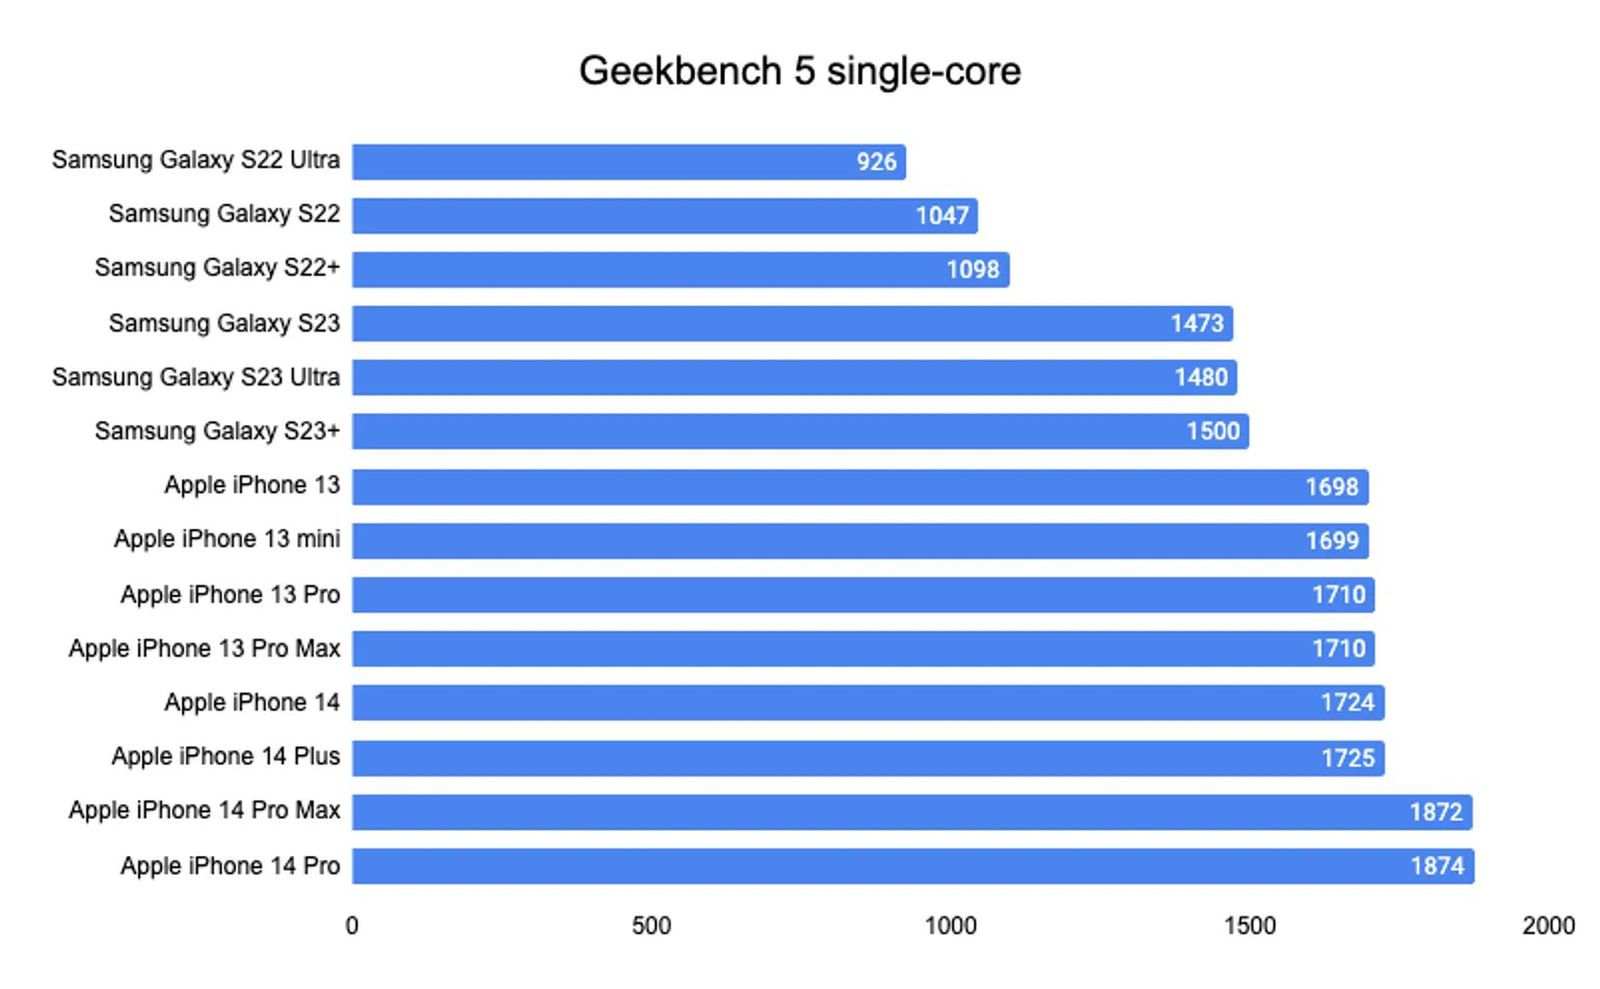 Geekbench 5 single-core
Samsung Galaxy S22 Ultra 926
Samsung Galaxy S22 1047
Samsung Galaxy S22+ 1098
Samsung Galaxy S23 1473
Samsung Galaxy S23 Ultra 1480
Samsung Galaxy S23+ 1500
Apple iPhone 13 1698
Apple iPhone 13 mini 1699
Apple iPhone 13 Pro 1710
Apple iPhone 13 Pro Max 1710
Apple iPhone 14 1724
Apple iPhone 14 Plus 1725
Apple iPhone 14 Pro Max 1872
Apple iPhone 14 Pro 1874
0 500 1000 1500 2000